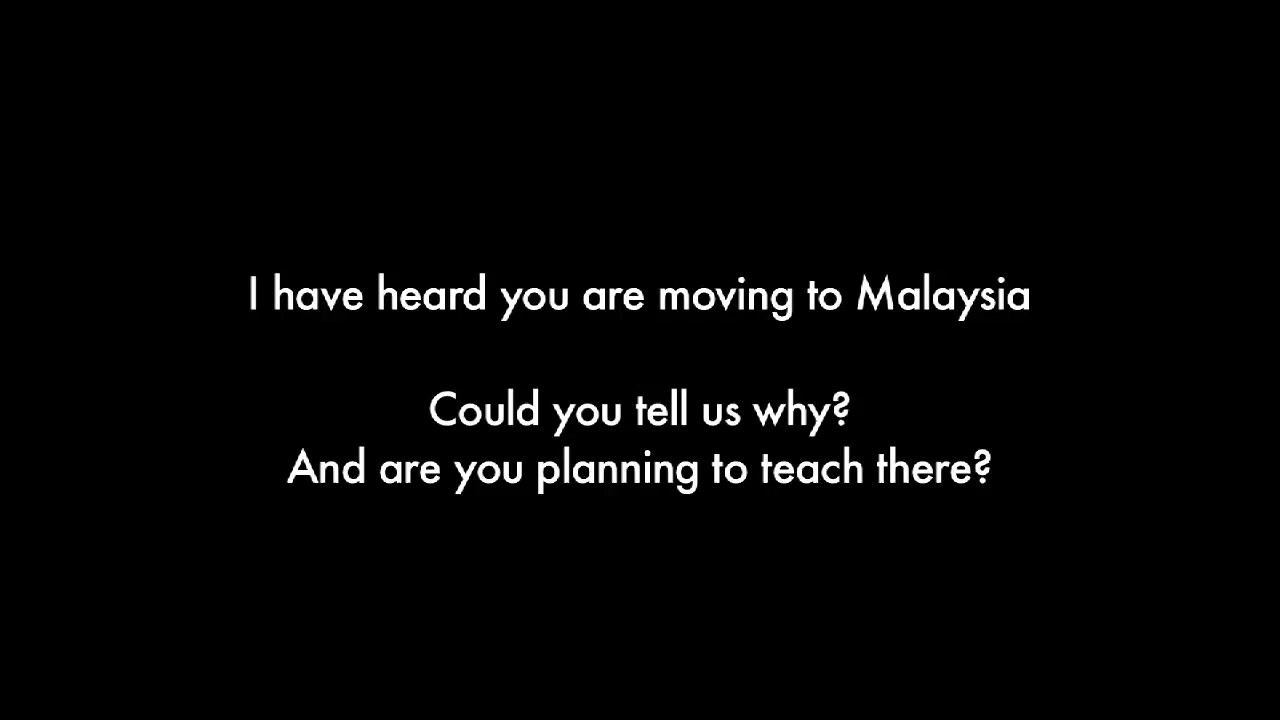 I have heard you are moving to Malaysia
Could you tell us why?
And are you planning to teach there?